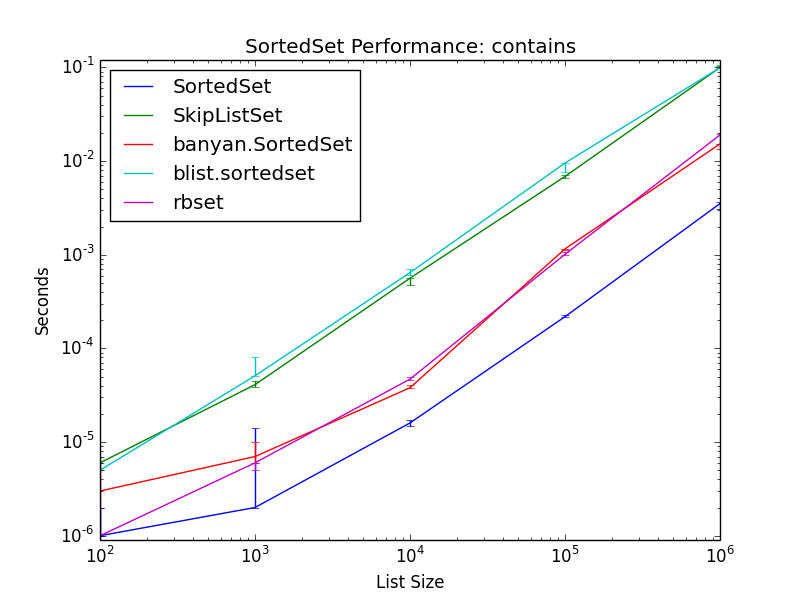 SortedSet Performance: contains
10^-1
10^-2
10^-3
10^-4
10^-5
10^-6
Seconds
SortedSet
SkipListSet
banyan.SortedSet
blist.sortedset
rbset
10^2 10^3 10^4 10^5 10^6
List Size